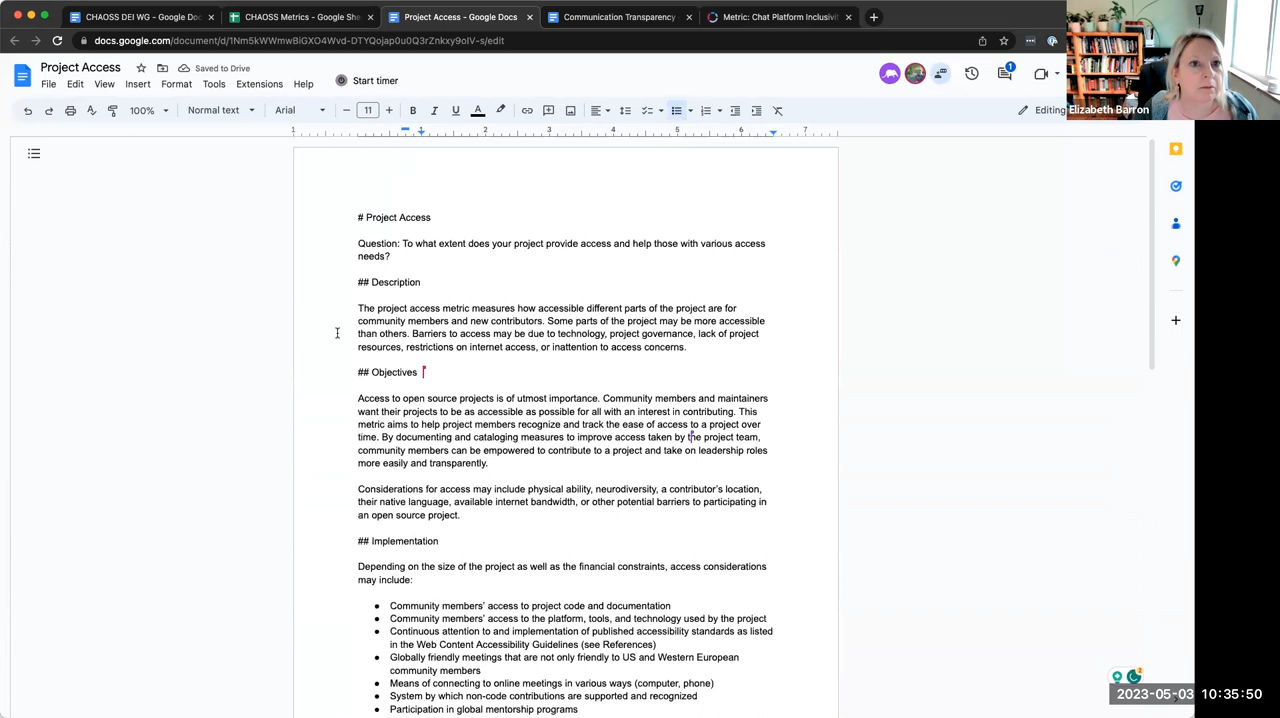 CHAOSS DEI WG - Google Doc
CHAOSS Metrics - Google She
Project Access - Google Docs
Communication Transparency
Metric: Chat Platform Inclusivit
docs.google.com/document/d/1Nm5kWWmwBiGXO4Wvd-DTYQojap0u0Q3rZnkxy9oIV-s/edit
Project Access
Saved to Drive
File Edit View Insert Format Tools Extensions Help
Start timer
1
100%
Normal text
Arial
11
B I U A
Editing
Elizabeth Barron
1 1 2 3 4 5 6 7
# Project Access
Question: To what extent does your project provide access and help those with various access
needs?
## Description
The project access metric measures how accessible different parts of the project are for
community members and new contributors. Some parts of the project may be more accessible
than others. Barriers to access may be due to technology, project governance, lack of project
resources, restrictions on internet access, or inattention to access concerns.
## Objectives
Access to open source projects is of utmost importance. Community members and maintainers
want their projects to be as accessible as possible for all with an interest in contributing. This
metric aims to help project members recognize and track the ease of access to a project over
time. By documenting and cataloging measures to improve access taken by the project team,
community members can be empowered to contribute to a project and take on leadership roles
more easily and transparently.
Considerations for access may include physical ability, neurodiversity, a contributor's location,
their native language, available internet bandwidth, or other potential barriers to participating in
an open source project.
## Implementation
Depending on the size of the project as well as the financial constraints, access considerations
may include:
● Community members' access to project code and documentation
● Community members' access to the platform, tools, and technology used by the project
● Continuous attention to and implementation of published accessibility standards as listed
in the Web Content Accessibility Guidelines (see References)
● Globally friendly meetings that are not only friendly to US and Western European
community members
● Means of connecting to online meetings in various ways (computer, phone)
● System by which non-code contributions are supported and recognized
● Participation in global mentorship programs
2
2023-05-03 10:35:50